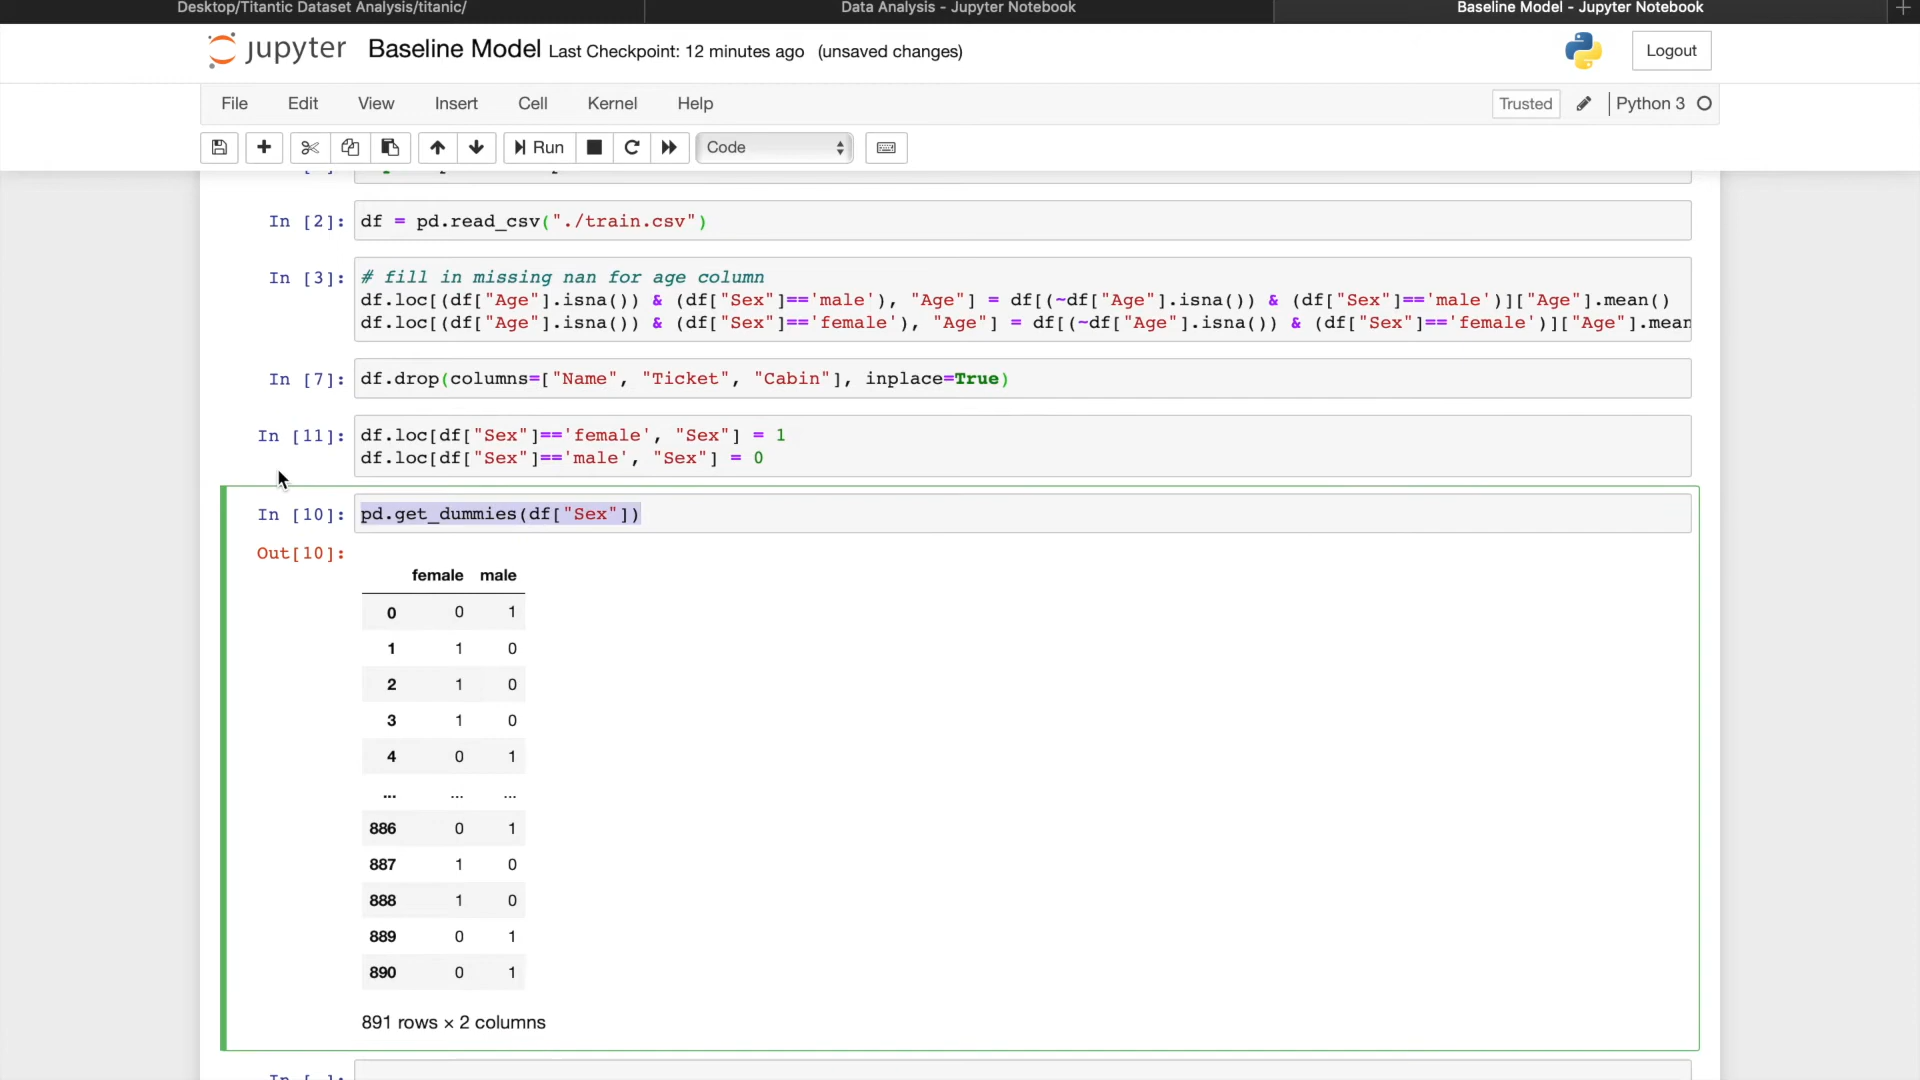 Desktop/Titantic Dataset Analysis/titanic/
Data Analysis - Jupyter Notebook
Baseline Model - Jupyter Notebook
jupyter Baseline Model Last Checkpoint: 12 minutes ago (unsaved changes)
Logout
File Edit View Insert Cell Kernel Help
Trusted
Python 3
Run
Code
In [2]: df = pd.read_csv("./train.csv")
In [3]: # fill in missing nan for age column
df.loc[(df["Age"].isna()) & (df["Sex"]=='male'), "Age"] = df[(~df["Age"].isna()) & (df["Sex"]=='male')]["Age"].mean()
df.loc[(df["Age"].isna()) & (df["Sex"]=='female'), "Age"] = df[(~df["Age"].isna()) & (df["Sex"]=='female')]["Age"].mean
In [7]: df.drop(columns=["Name", "Ticket", "Cabin"], inplace=True)
In [11]: df.loc[df["Sex"]=='female', "Sex"] = 1
df.loc[df["Sex"]=='male', "Sex"] = 0
In [10]: pd.get_dummies(df["Sex"])
Out[10]:
female male
0 0 1
1 1 0
2 1 0
3 1 0
4 0 1
... ... ...
886 0 1
887 1 0
888 1 0
889 0 1
890 0 1
891 rows × 2 columns
In [ ]: